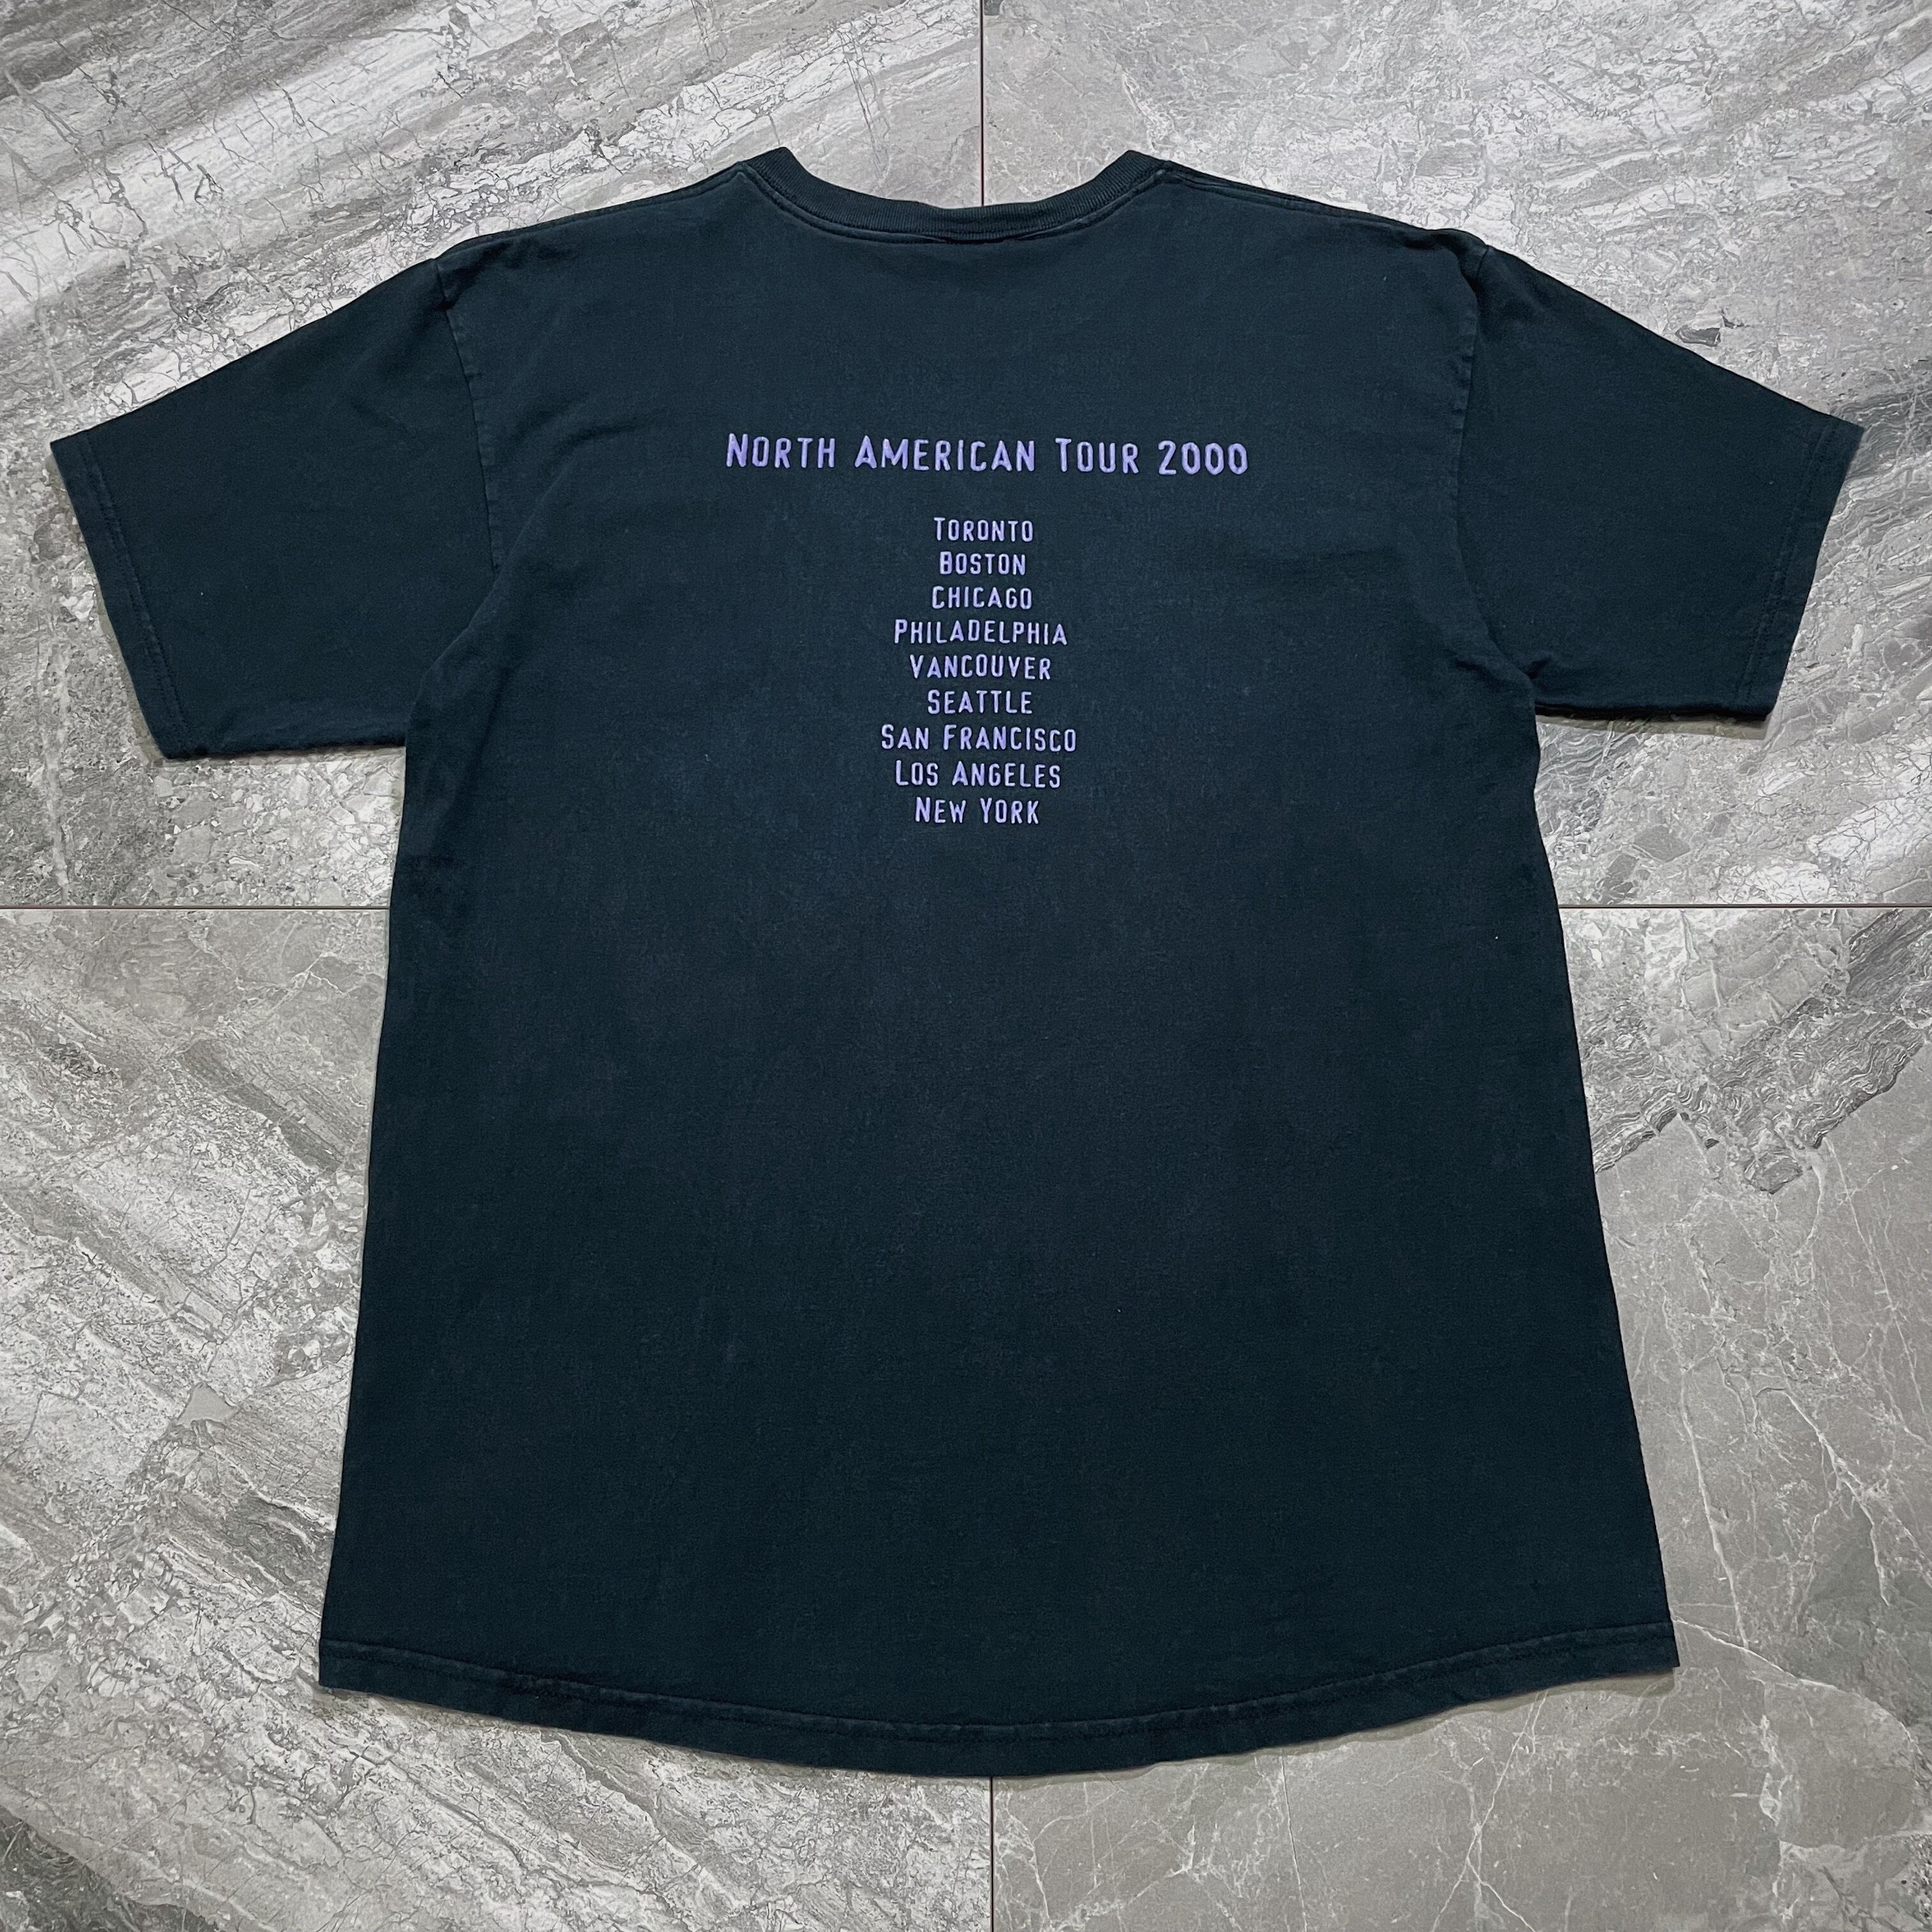 North American Tour 2000
Toronto
Boston
Chicago
Philadelphia
Vancouver
Seattle
San Francisco
Los Angeles
New York